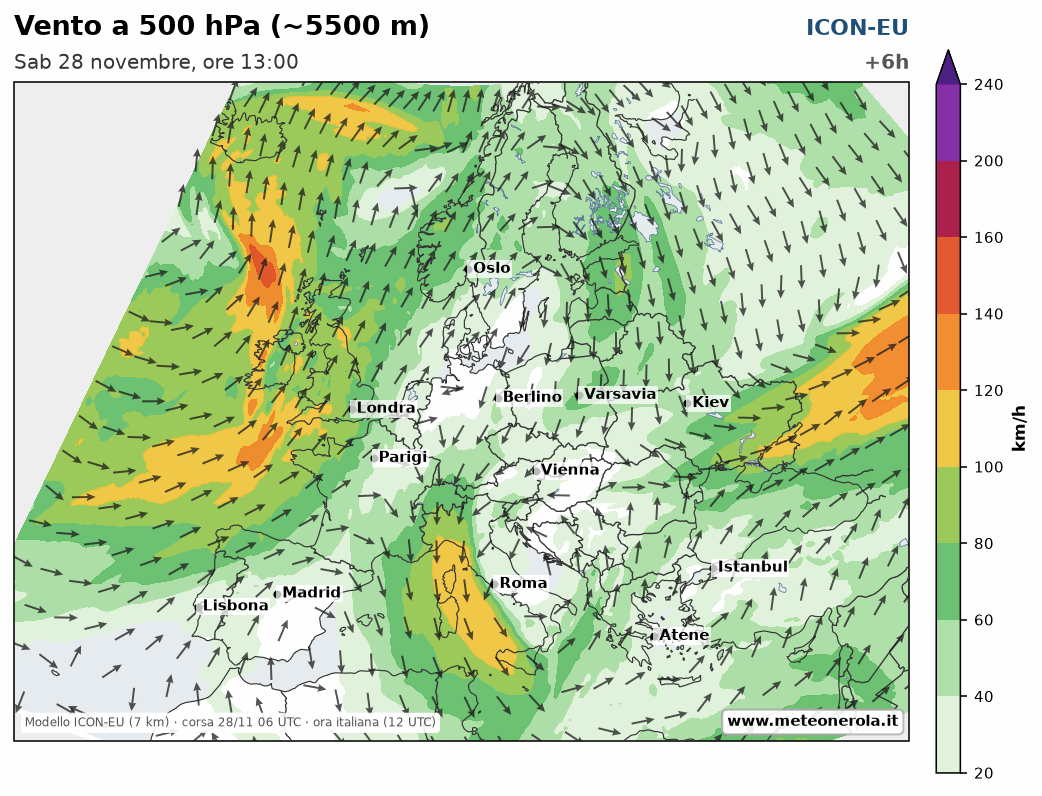 Vento a 500 hPa (~5500 m)
ICON-EU
Sab 28 novembre, ore 13:00
+6h
240
200
160
140
120
100
80
60
40
20
km/h
Oslo
Londra
Berlino
Varsavia
Kiev
Parigi
Vienna
Roma
Istanbul
Madrid
Lisbona
Atene
Modello ICON-EU (7 km) · corsa 28/11 06 UTC · ora italiana (12 UTC)
www.meteonerola.it